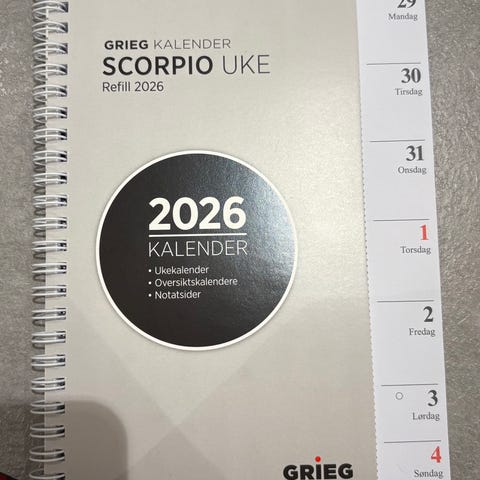 GRIEG KALENDER
SCORPIO UKE
Refill 2026
2026
KALENDER
• Ukekalender
• Oversiktskalendere
• Notatsider
GRIEG
29
Mandag
30
Tirsdag
31
Onsdag
1
Torsdag
2
Fredag
3
Lørdag
4
Søndag